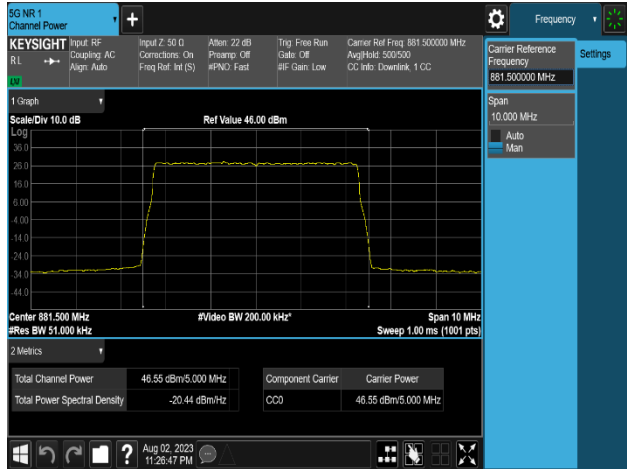 5G NR 1
Channel Power
Frequency
KEYSIGHT
R L
LXI
Input: RF
Coupling: AC
Align: Auto
Input Z: 50 Ω
Corrections: On
Freq Ref: Int (S)
Atten: 22 dB
Preamp: Off
#PNO: Fast
Trig: Free Run
Gate: Off
#IF Gain: Low
Carrier Ref Freq: 881.500000 MHz
Avg|Hold: 500/500
CC Info: Downlink, 1 CC
Carrier Reference
Frequency
881.500000 MHz
Settings
Span
10.000 MHz
Auto
Man
1 Graph
Scale/Div 10.0 dB
Ref Value 46.00 dBm
Log
36.0
26.0
16.0
6.00
-4.00
-14.0
-24.0
-34.0
-44.0
Center 881.500 MHz
#Video BW 200.00 kHz*
Span 10 MHz
#Res BW 51.000 kHz
Sweep 1.00 ms (1001 pts)
2 Metrics
Total Channel Power 46.55 dBm/5.000 MHz
Total Power Spectral Density -20.44 dBm/Hz
Component Carrier Carrier Power
CC0 46.55 dBm/5.000 MHz
?
Aug 02, 2023
11:26:47 PM